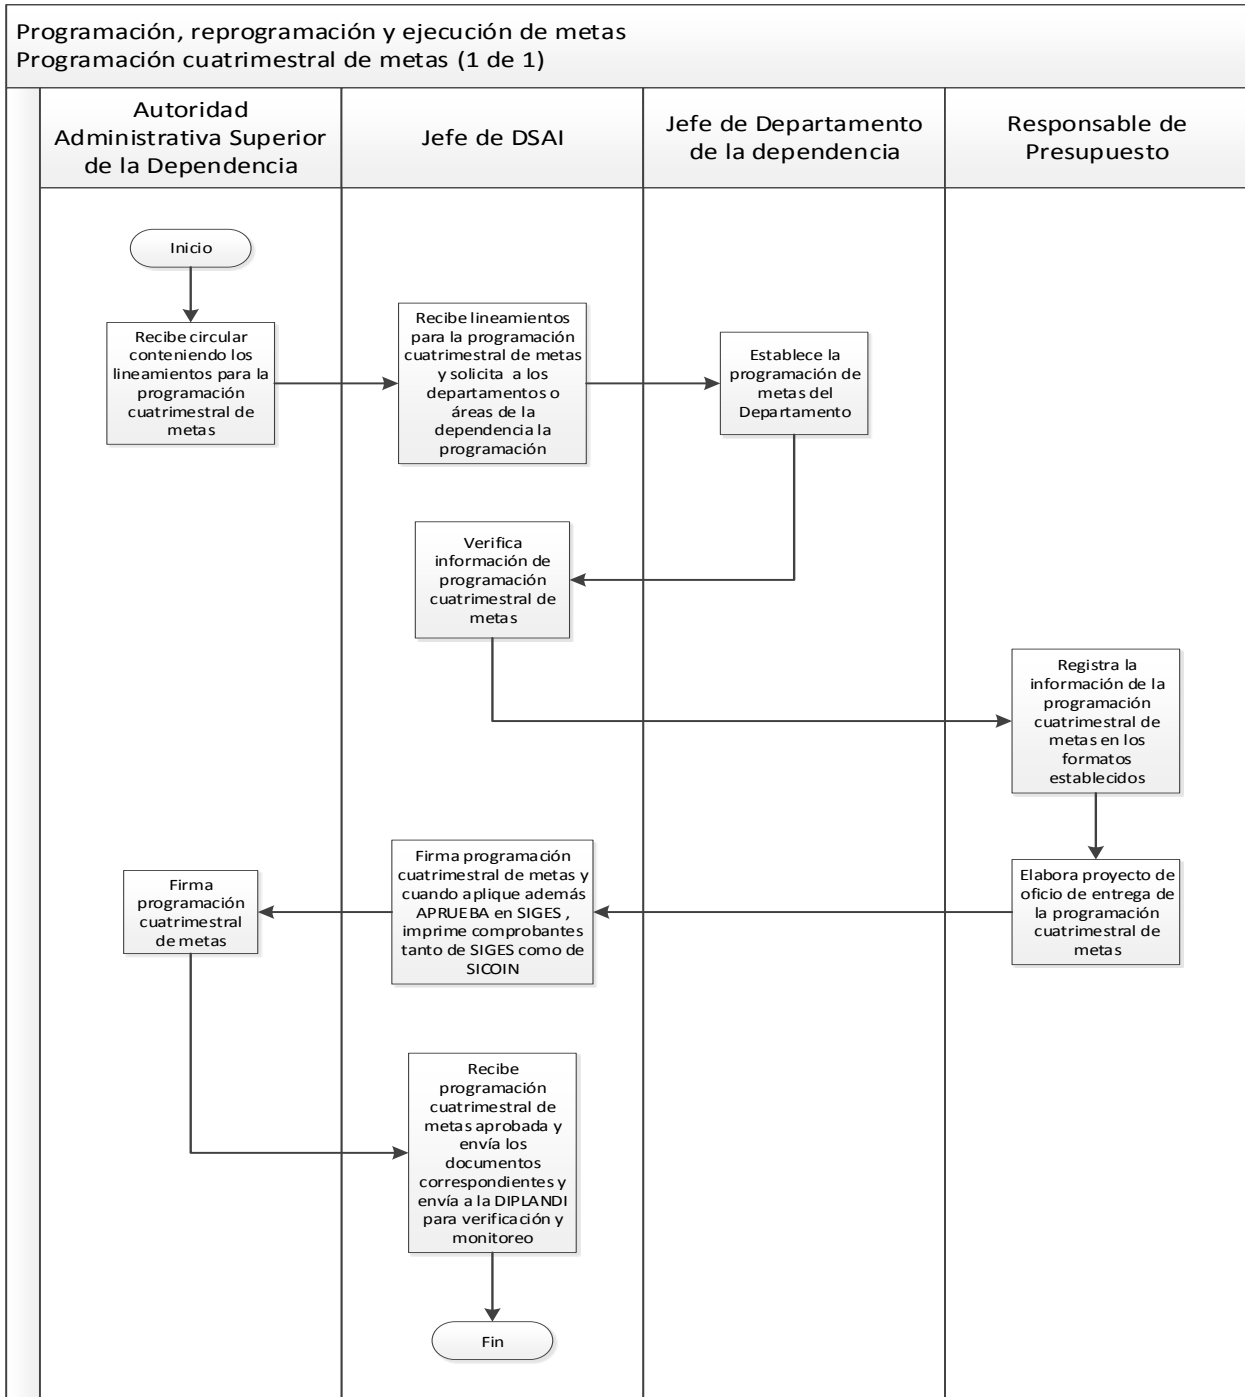 Programación, reprogramación y ejecución de metas
Programación cuatrimestral de metas (1 de 1)
Autoridad
Administrativa Superior
de la Dependencia
Jefe de DSAI
Jefe de Departamento
de la dependencia
Responsable de
Presupuesto
Inicio
Recibe circular
conteniendo los
lineamientos para la
programación
cuatrimestral de
metas
Recibe lineamientos
para la programación
cuatrimestral de metas
y solicita a los
departamentos o
áreas de la
dependencia la
programación
Establece la
programación de
metas del
Departamento
Verifica
información de
programación
cuatrimestral de
metas
Registra la
información de la
programación
cuatrimestral de
metas en los
formatos
establecidos
Elabora proyecto de
oficio de entrega de
la programación
cuatrimestral de
metas
Firma programación
cuatrimestral de metas y
cuando aplique además
APRUEBA en SIGES ,
imprime comprobantes
tanto de SIGES como de
SICOIN
Firma
programación
cuatrimestral
de metas
Recibe
programación
cuatrimestral de
metas aprobada y
envía los
documentos
correspondientes y
envía a la DIPLANDI
para verificación y
monitoreo
Fin